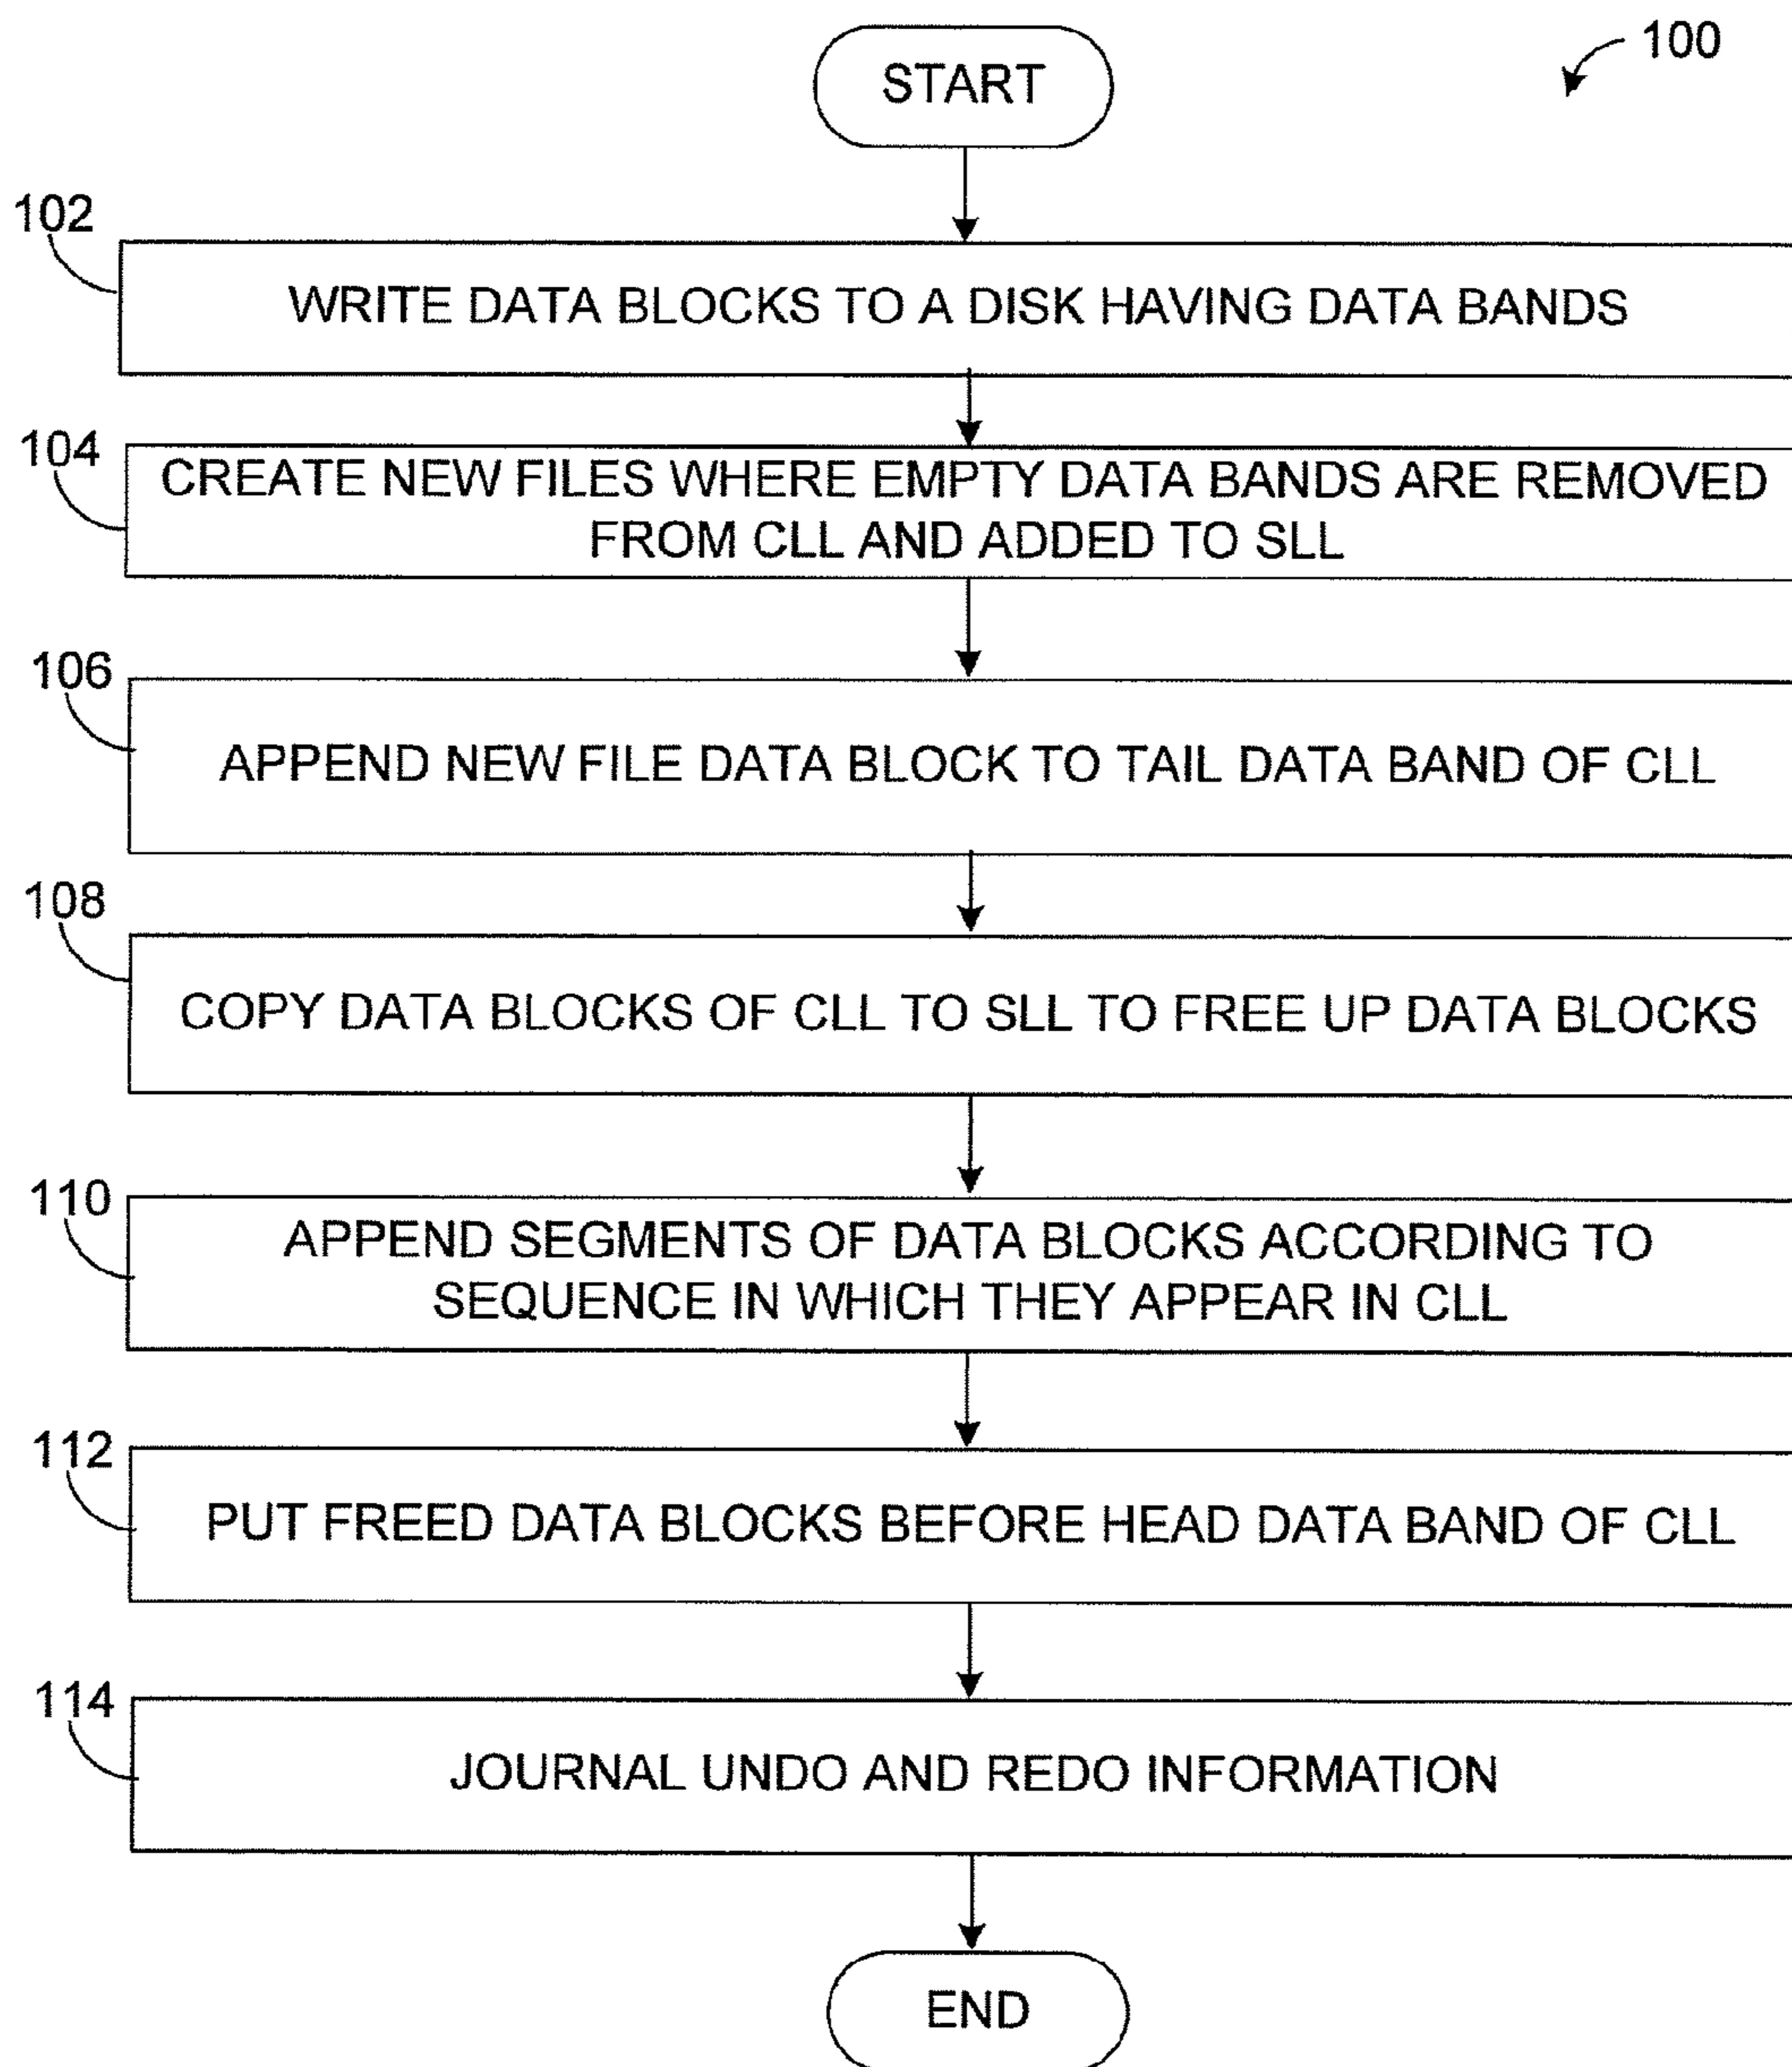 100
START
102
WRITE DATA BLOCKS TO A DISK HAVING DATA BANDS
104
CREATE NEW FILES WHERE EMPTY DATA BANDS ARE REMOVED
FROM CLL AND ADDED TO SLL
106
APPEND NEW FILE DATA BLOCK TO TAIL DATA BAND OF CLL
108
COPY DATA BLOCKS OF CLL TO SLL TO FREE UP DATA BLOCKS
110
APPEND SEGMENTS OF DATA BLOCKS ACCORDING TO
SEQUENCE IN WHICH THEY APPEAR IN CLL
112
PUT FREED DATA BLOCKS BEFORE HEAD DATA BAND OF CLL
114
JOURNAL UNDO AND REDO INFORMATION
END